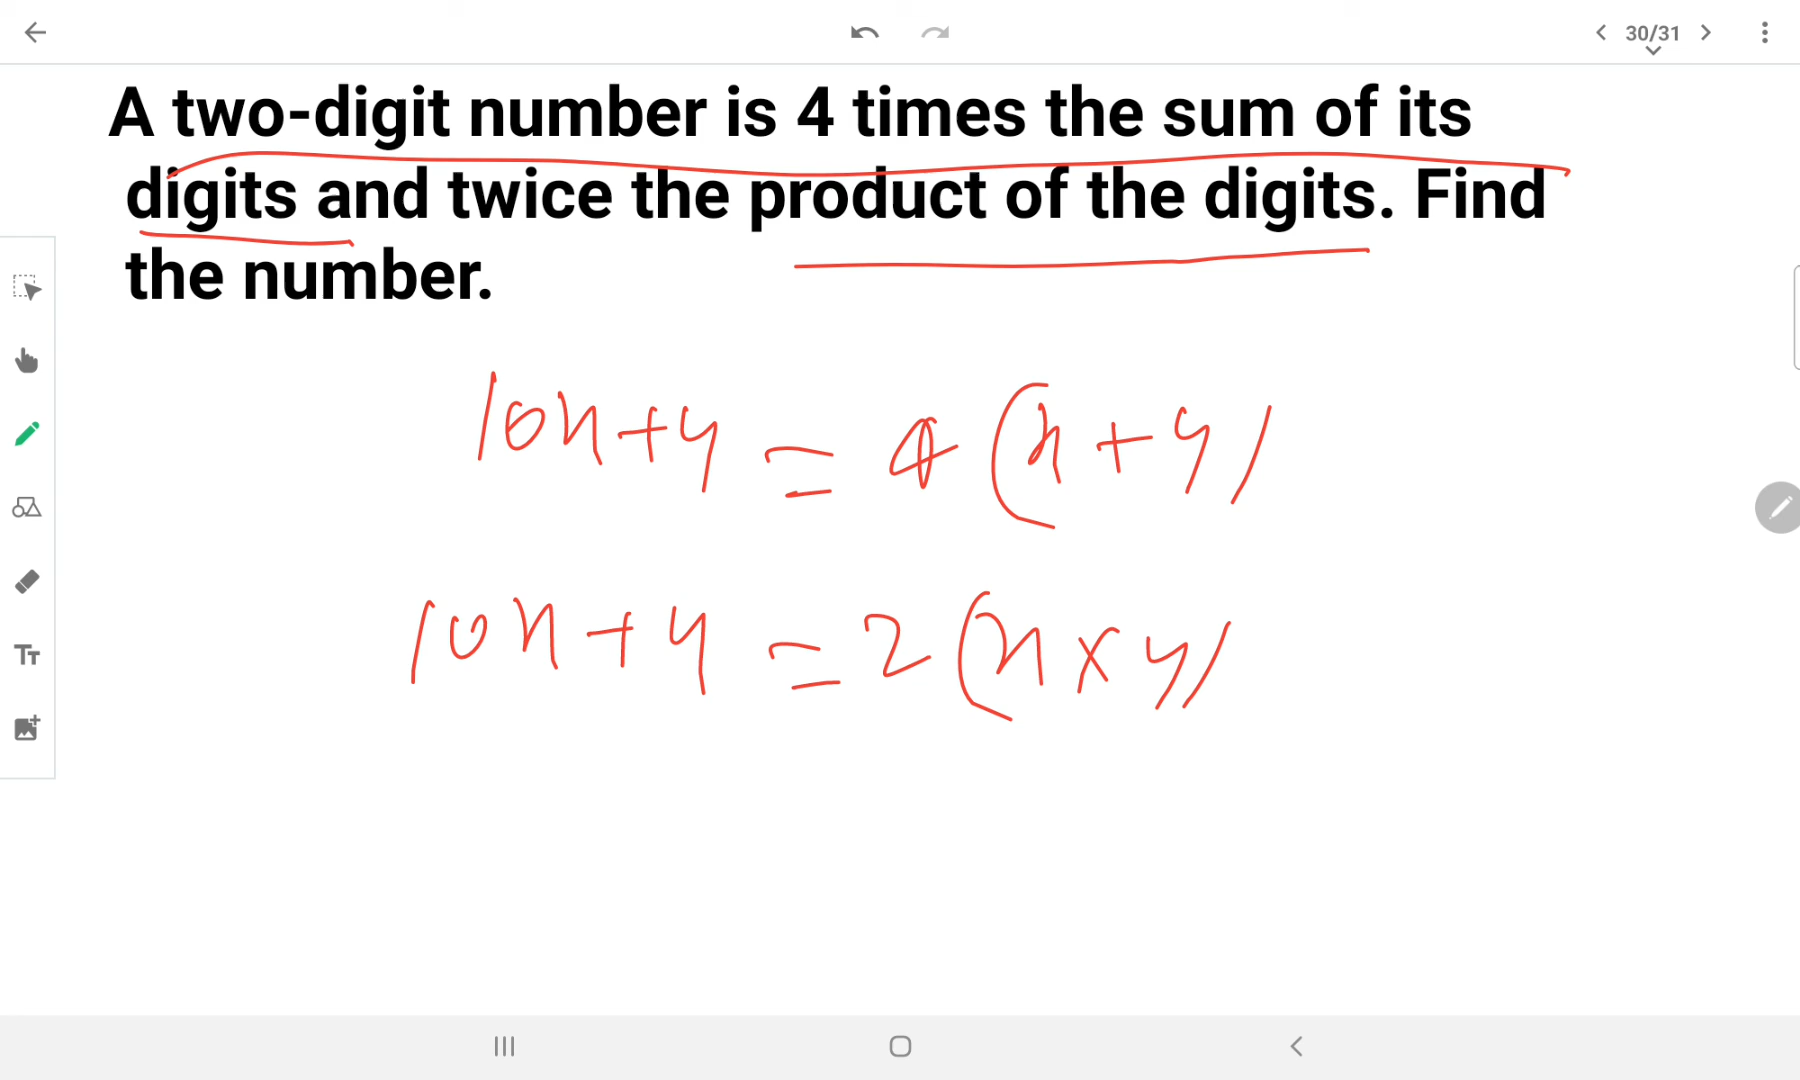 30/31
A two-digit number is 4 times the sum of its
digits and twice the product of the digits. Find
the number.
10x+y = 4(x+y)
10x+y = 2(x×y)
Tт